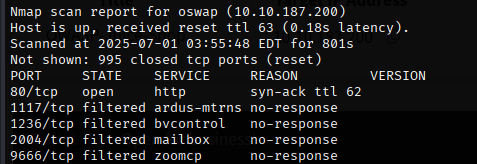 Nmap scan report for oswap (10.10.187.200)
Host is up, received reset ttl 63 (0.18s latency).
Scanned at 2025-07-01 03:55:48 EDT for 801s
Not shown: 995 closed tcp ports (reset)
PORT     STATE    SERVICE      REASON         VERSION
80/tcp   open     http         syn-ack ttl 62
1117/tcp filtered ardus-mtrns  no-response
1236/tcp filtered bvcontrol    no-response
2004/tcp filtered mailbox      no-response
9666/tcp filtered zoomcp       no-response